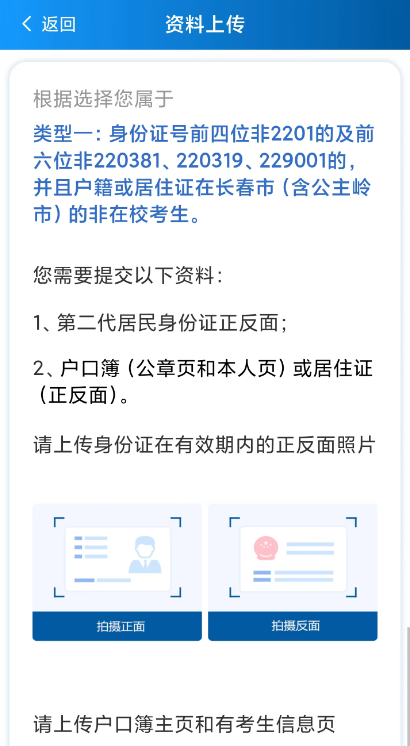 返回
资料上传
根据选择您属于
类型一：身份证号前四位非2201的及前
六位非220381、220319、229001的，
并且户籍或居住证在长春市（含公主岭
市）的非在校考生。
您需要提交以下资料：
1、第二代居民身份证正反面；
2、户口簿（公章页和本人页）或居住证
（正反面）。
请上传身份证在有效期内的正反面照片
拍摄正面
拍摄反面
请上传户口簿主页和有考生信息页